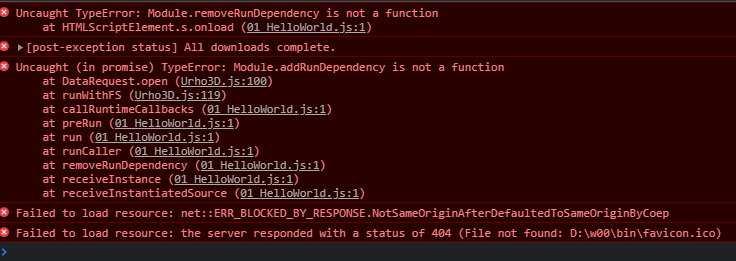 Uncaught TypeError: Module.removeRunDependency is not a function
at HTMLScriptElement.s.onload (01_HelloWorld.js:1)
[post-exception status] All downloads complete.
Uncaught (in promise) TypeError: Module.addRunDependency is not a function
at DataRequest.open (Urho3D.js:100)
at runWithFS (Urho3D.js:119)
at callRuntimeCallbacks (01_HelloWorld.js:1)
at preRun (01_HelloWorld.js:1)
at run (01_HelloWorld.js:1)
at runCaller (01_HelloWorld.js:1)
at removeRunDependency (01_HelloWorld.js:1)
at receiveInstance (01_HelloWorld.js:1)
at receiveInstantiatedSource (01_HelloWorld.js:1)
Failed to load resource: net::ERR_BLOCKED_BY_RESPONSE.NotSameOriginAfterDefaultedToSameOriginByCoep
Failed to load resource: the server responded with a status of 404 (File not found: D:\w00\bin\favicon.ico)